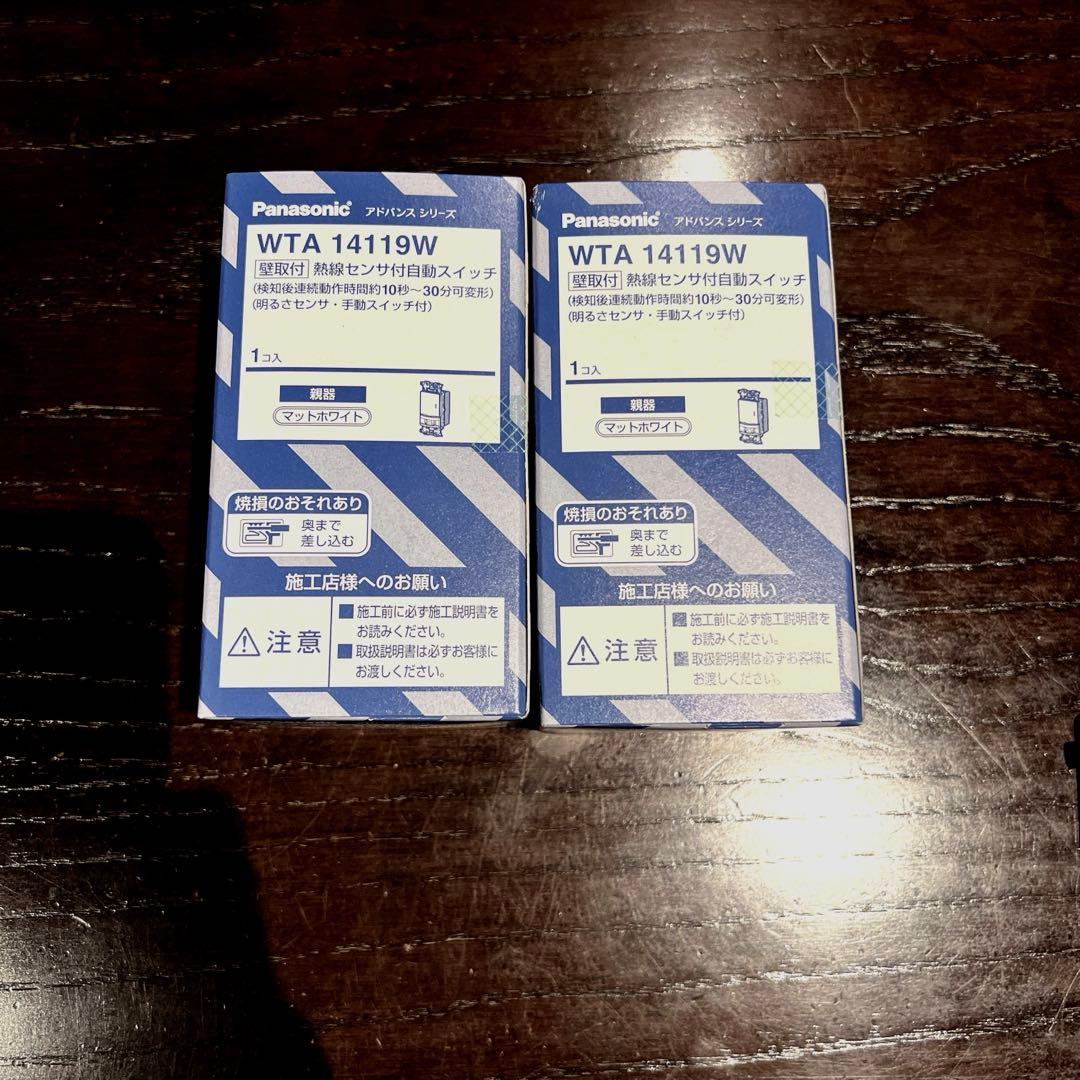 Panasonic アドバンス シリーズ
WTA 14119W
壁取付 熱線センサ付自動スイッチ
(検知後連続動作時間約10秒～30分可変形)
(明るさセンサ・手動スイッチ付)
1コ入
親器
マットホワイト
焼損のおそれあり
奥まで
差し込む
施工店様へのお願い
注意
■施工前に必ず施工説明書を
お読みください。
■取扱説明書は必ずお客様に
お渡しください。
Panasonic アドバンス シリーズ
WTA 14119W
壁取付 熱線センサ付自動スイッチ
(検知後連続動作時間約10秒～30分可変形)
(明るさセンサ・手動スイッチ付)
1コ入
親器
マットホワイト
焼損のおそれあり
奥まで
差し込む
施工店様へのお願い
注意
■施工前に必ず施工説明書を
お読みください。
■取扱説明書は必ずお客様に
お渡しください。